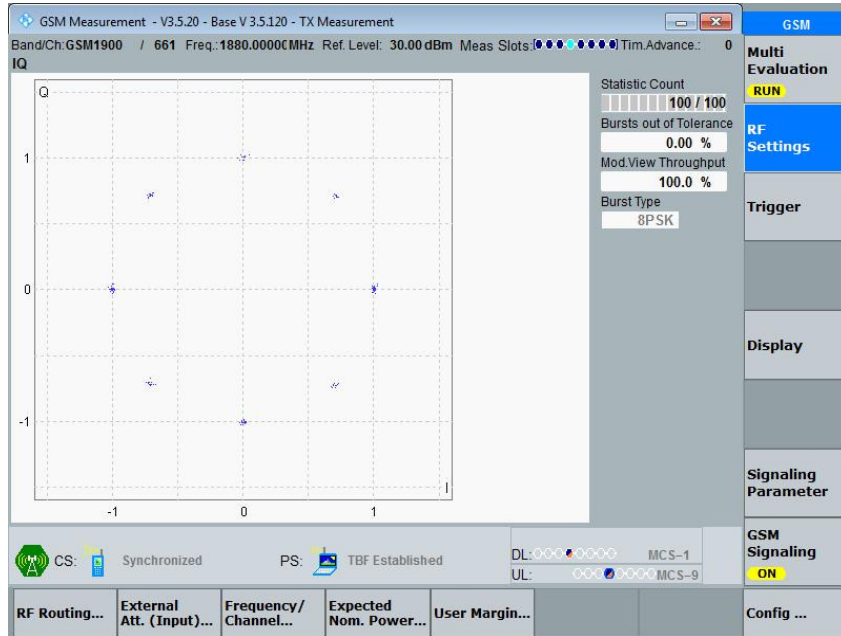 GSM Measurement - V3.5.20 - Base V 3.5.120 - TX Measurement
GSM
Band/Ch:GSM1900 / 661 Freq.:1880.0000 MHz Ref. Level: 30.00 dBm Meas Slots: Tim.Advance.: 0
IQ
Multi
Evaluation
RUN
Q
Statistic Count
100 / 100
Bursts out of Tolerance
0.00 %
Mod.View Throughput
100.0 %
Burst Type
8PSK
RF
Settings
Trigger
Display
1
0
-1
I
-1 0 1
Signaling
Parameter
GSM
Signaling
ON
CS: Synchronized PS: TBF Established DL: MCS-1
UL: MCS-9
RF Routing...
External
Att. (Input)...
Frequency/
Channel...
Expected
Nom. Power...
User Margin...
Config ...